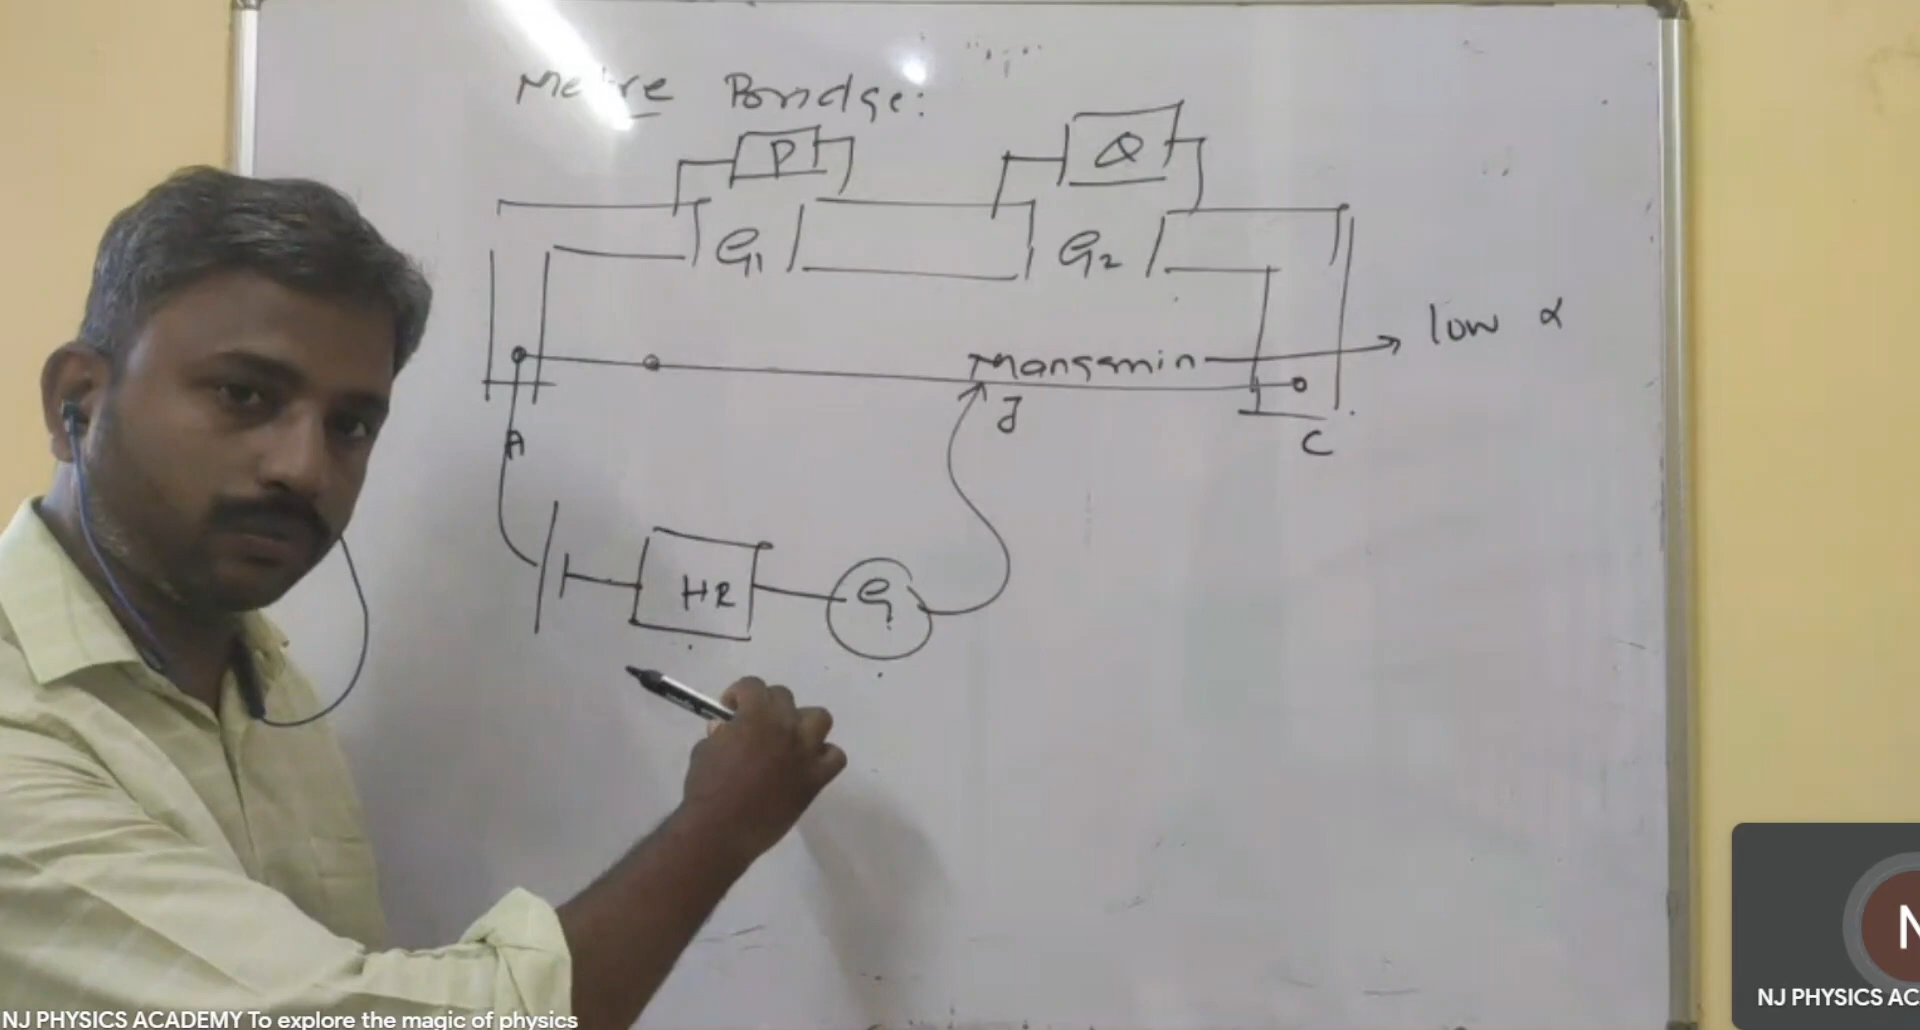 Metre Bridge:
P
Q
G1
G2
low α
Manganin
J
A
C
HR
G
N
NJ PHYSICS AC
NJ PHYSICS ACADEMY To explore the magic of physics